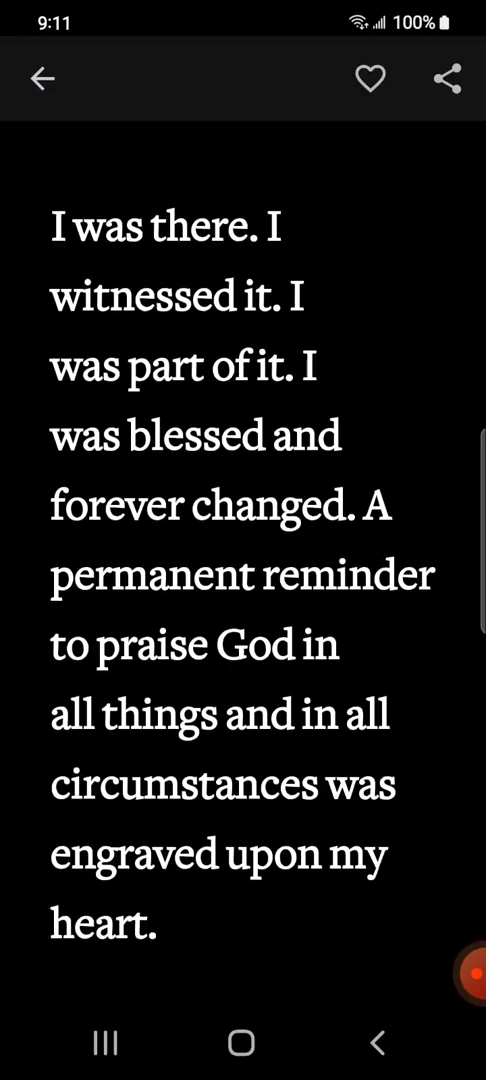 9:11
100%
I was there. I
witnessed it. I
was part of it. I
was blessed and
forever changed. A
permanent reminder
to praise God in
all things and in all
circumstances was
engraved upon my
heart.